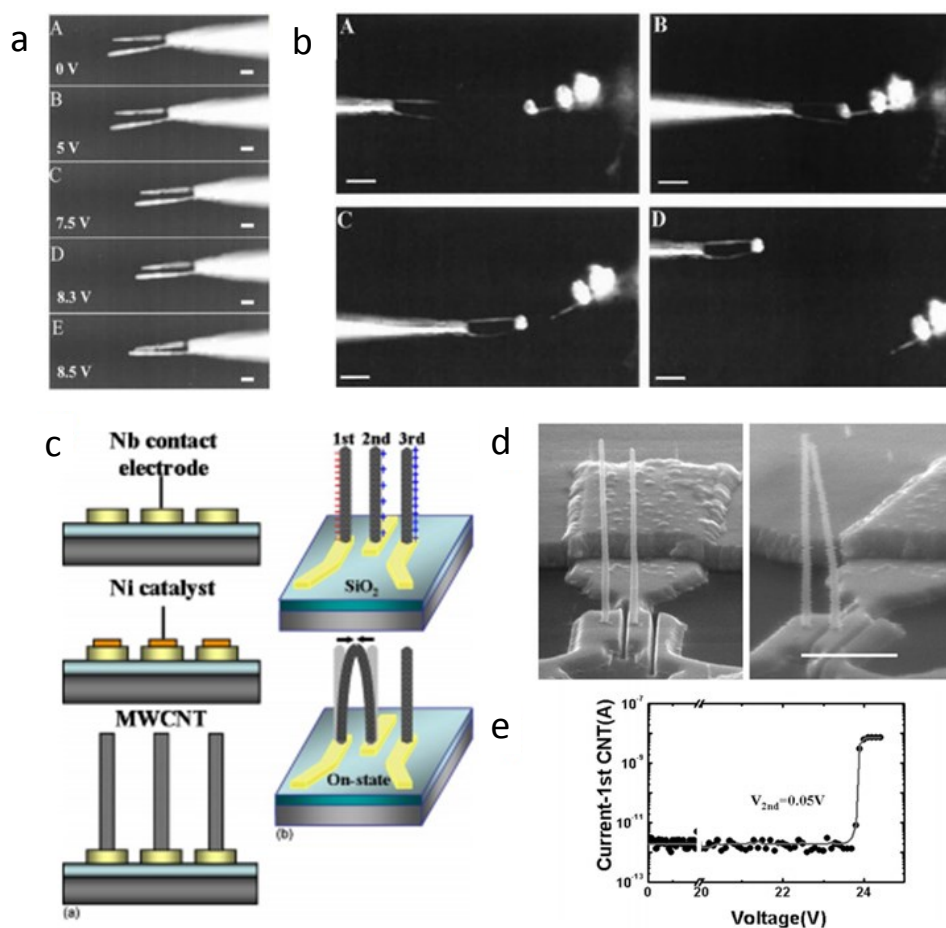 a
A
0 V
B
5 V
C
7.5 V
D
8.3 V
E
8.5 V
b
A
B
C
D
c
Nb contact
electrode
Ni catalyst
MWCNT
(a)
1st 2nd 3rd
SiO2
On-state
(b)
d
e
Current-1st CNT(A)
10-7
10-9
10-11
10-13
V2nd=0.05V
0 20 22 24
Voltage(V)